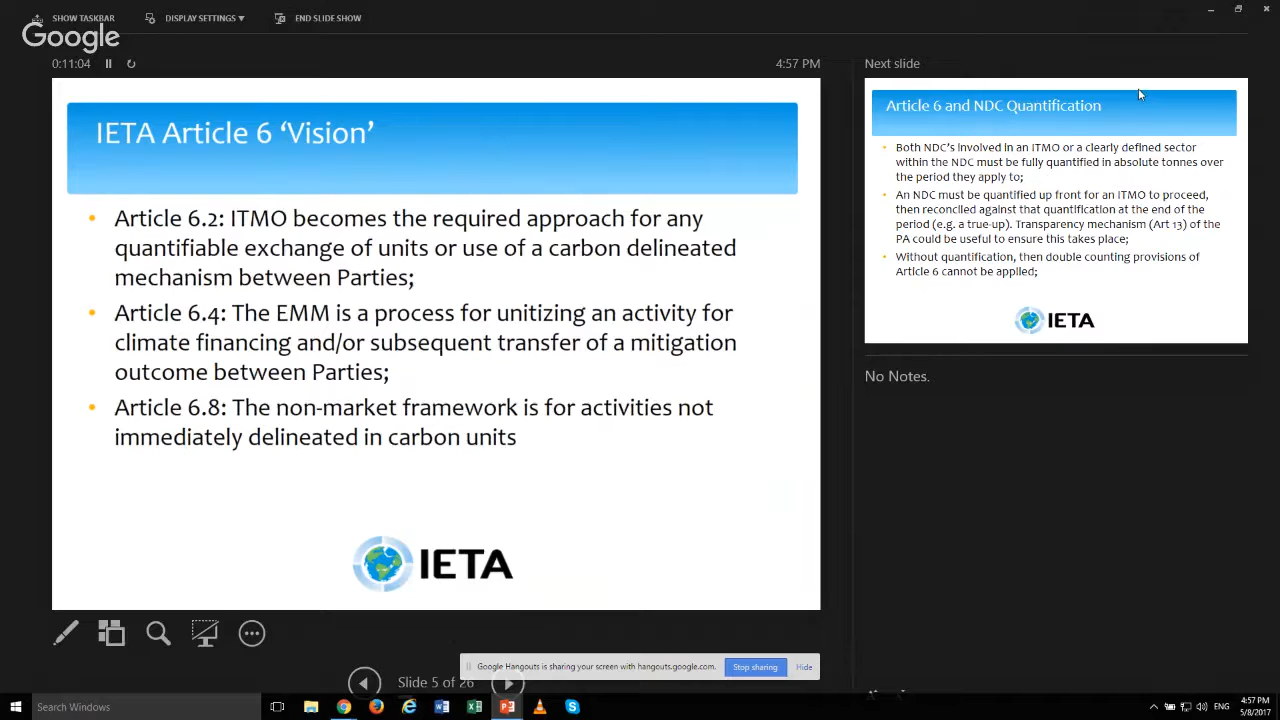 SHOW TASKBAR DISPLAY SETTINGS ▾ END SLIDE SHOW
Google
0:11:04 4:57 PM
IETA Article 6 ‘Vision’
• Article 6.2: ITMO becomes the required approach for any
quantifiable exchange of units or use of a carbon delineated
mechanism between Parties;
• Article 6.4: The EMM is a process for unitizing an activity for
climate financing and/or subsequent transfer of a mitigation
outcome between Parties;
• Article 6.8: The non-market framework is for activities not
immediately delineated in carbon units
IETA
Next slide
Article 6 and NDC Quantification
• Both NDC’s involved in an ITMO or a clearly defined sector
within the NDC must be fully quantified in absolute tonnes over
the period they apply to;
• An NDC must be quantified up front for an ITMO to proceed,
then reconciled against that quantification at the end of the
period (e.g. a true-up). Transparency mechanism (Art 13) of the
PA could be useful to ensure this takes place;
• Without quantification, then double counting provisions of
Article 6 cannot be applied;
IETA
No Notes.
Google Hangouts is sharing your screen with hangouts.google.com. Stop sharing Hide
Slide 5 of 26
Search Windows
ENG
4:57 PM
5/8/2017